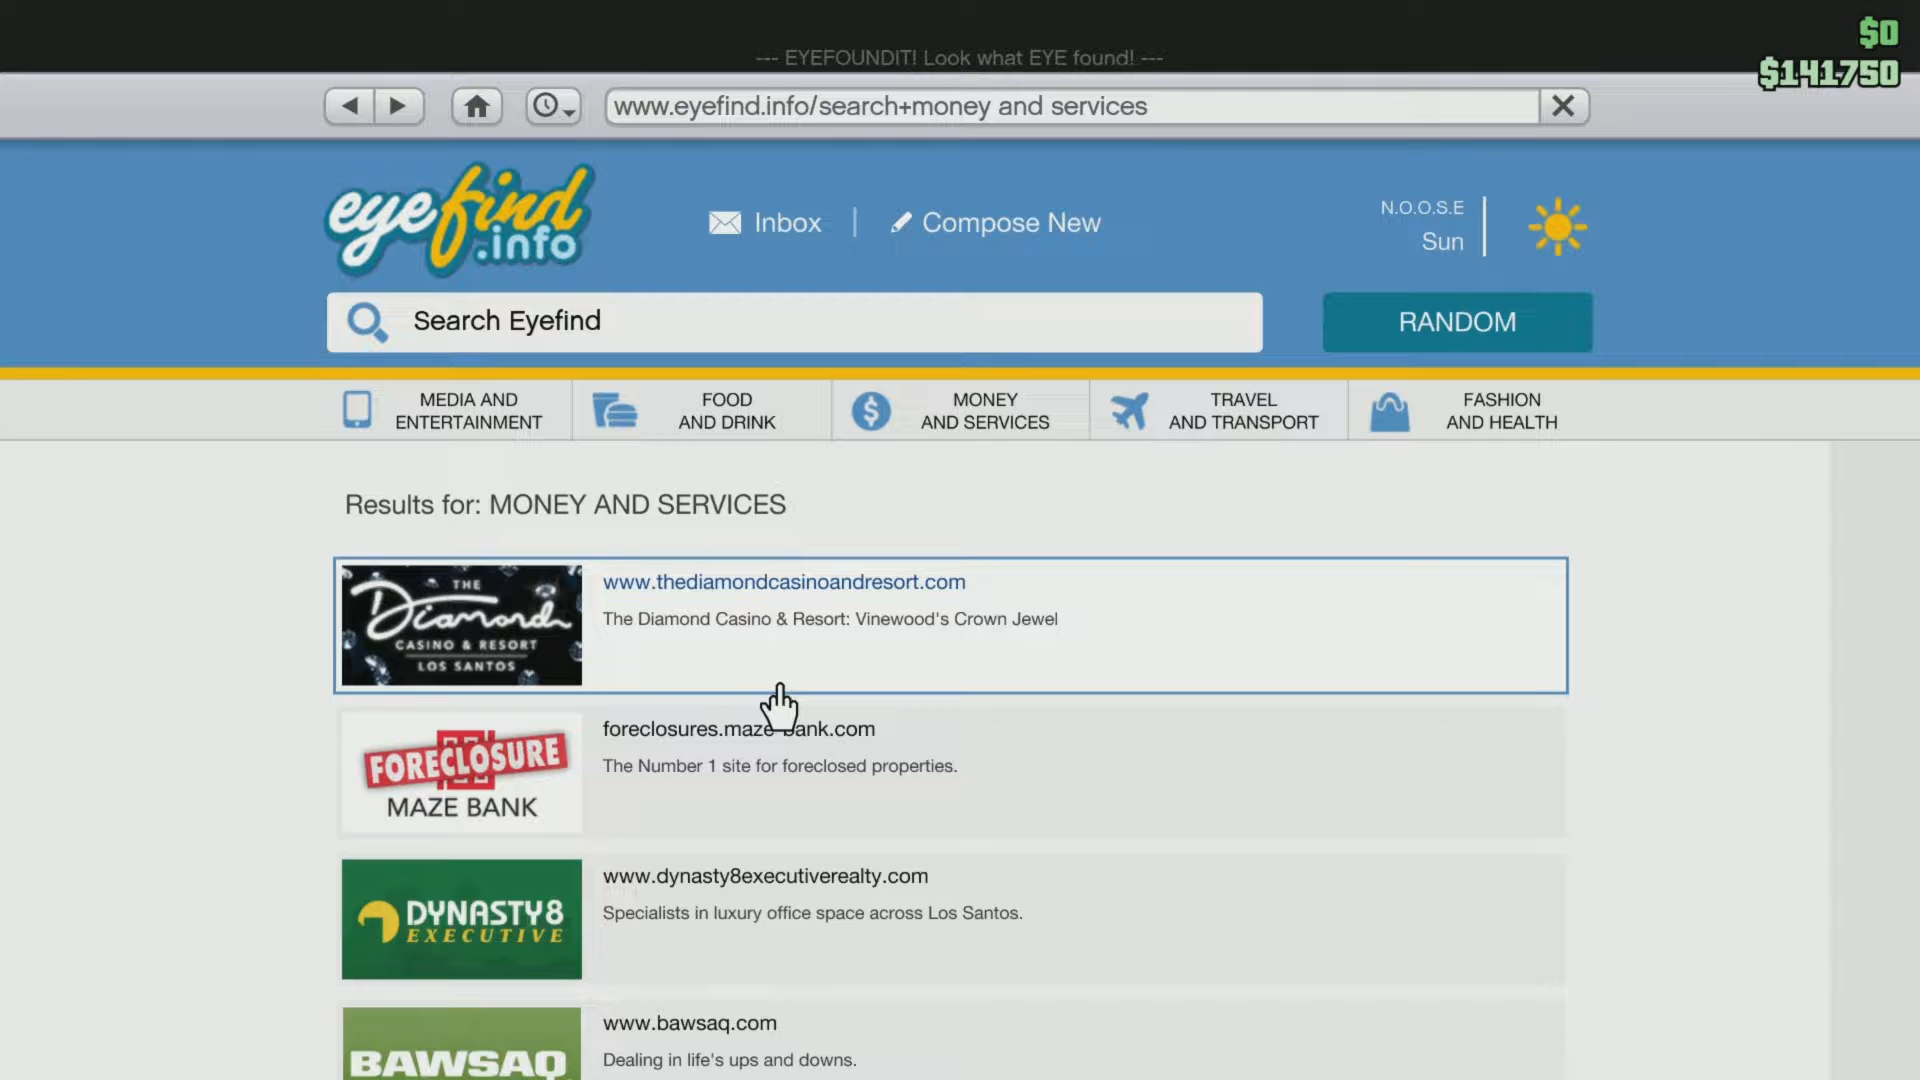 $0
--- EYEFOUNDIT! Look what EYE found! ---
$141750
www.eyefind.info/search+money and services
eyefind
.info
Inbox
Compose New
N.O.O.S.E
Sun
Search Eyefind
RANDOM
MEDIA AND
ENTERTAINMENT
FOOD
AND DRINK
MONEY
AND SERVICES
TRAVEL
AND TRANSPORT
FASHION
AND HEALTH
Results for: MONEY AND SERVICES
THE
Diamond
CASINO & RESORT
LOS SANTOS
www.thediamondcasinoandresort.com
The Diamond Casino & Resort: Vinewood's Crown Jewel
FORECLOSURE
MAZE BANK
foreclosures.maze-bank.com
The Number 1 site for foreclosed properties.
DYNASTY8
EXECUTIVE
www.dynasty8executiverealty.com
Specialists in luxury office space across Los Santos.
BAWSAQ
www.bawsaq.com
Dealing in life's ups and downs.